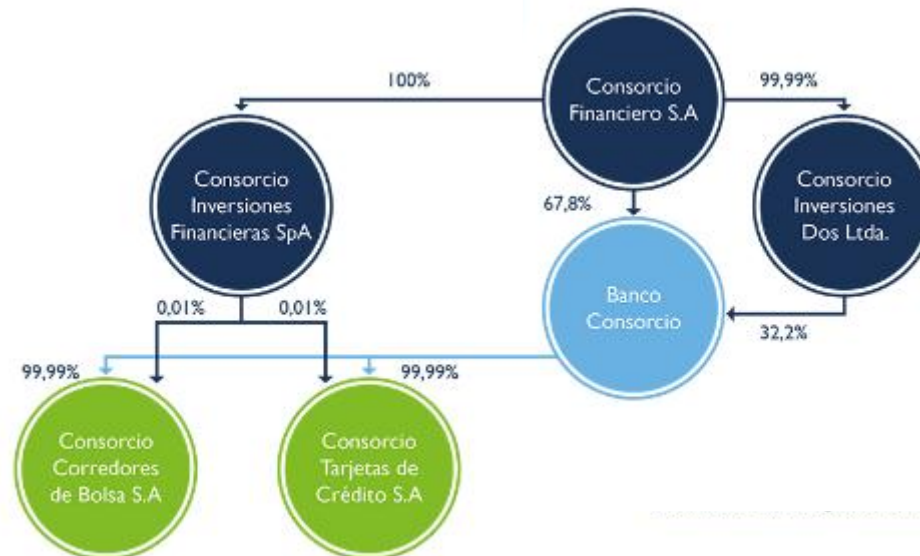 100%
Consorcio
Financiero S.A
99,99%
Consorcio
Inversiones
Financieras SpA
67,8%
Consorcio
Inversiones
Dos Ltda.
0,01%
0,01%
Banco
Consorcio
32,2%
99,99%
99,99%
Consorcio
Corredores
de Bolsa S.A
Consorcio
Tarjetas de
Crédito S.A